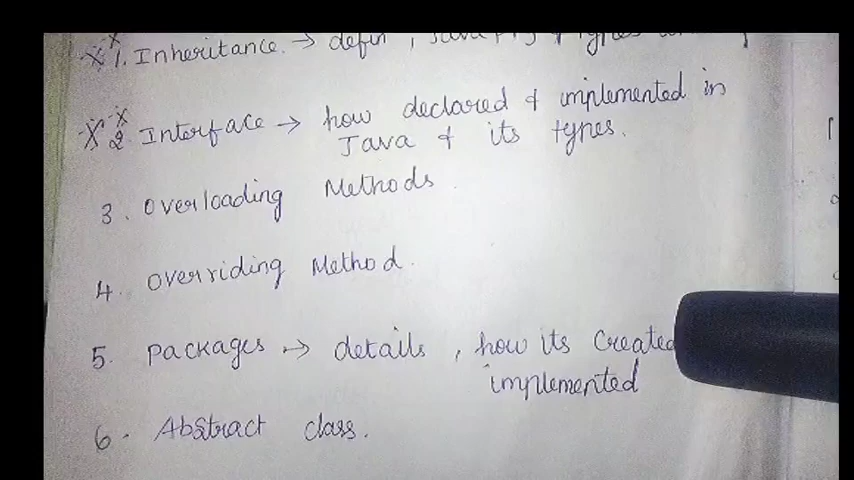 1. Inheritance → defin,
2. Interface → how declared & implemented in
Java & its types.
3. Overloading Methods
4. Overriding Method.
5. Packages → details, how its created
implemented
6. Abstract class.